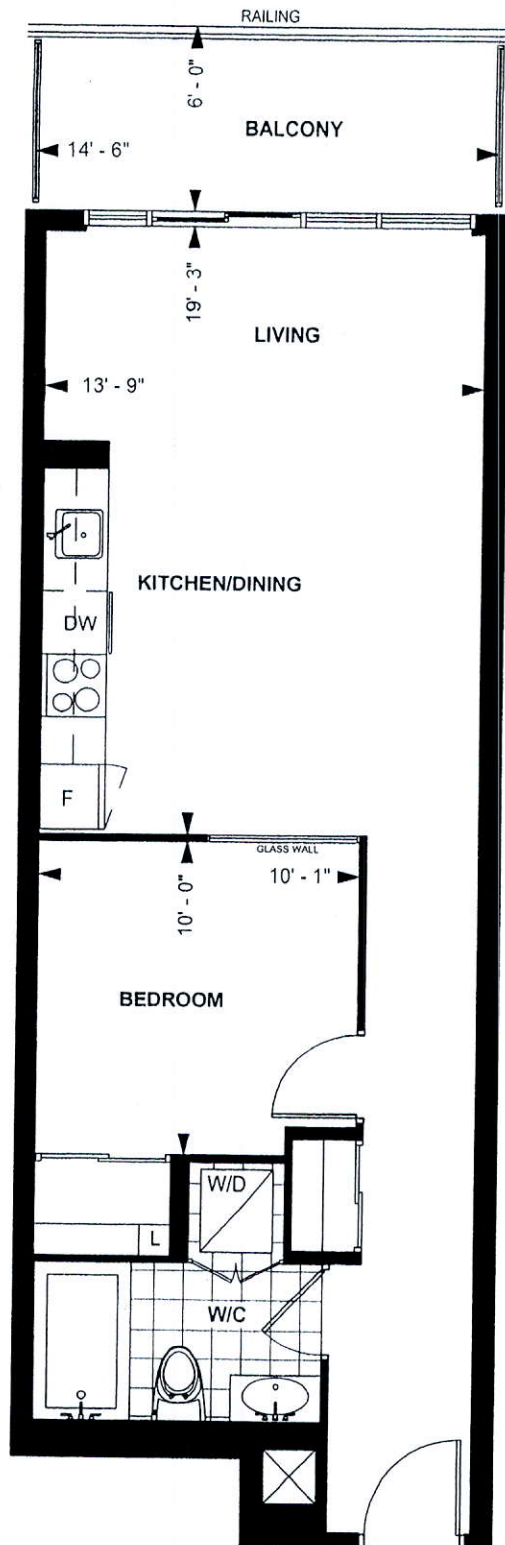 RAILING
6' - 0"
BALCONY
14' - 6"
19' - 3"
LIVING
13' - 9"
KITCHEN/DINING
DW
F
GLASS WALL
10' - 0"
10' - 1"
BEDROOM
W/D
L
W/C